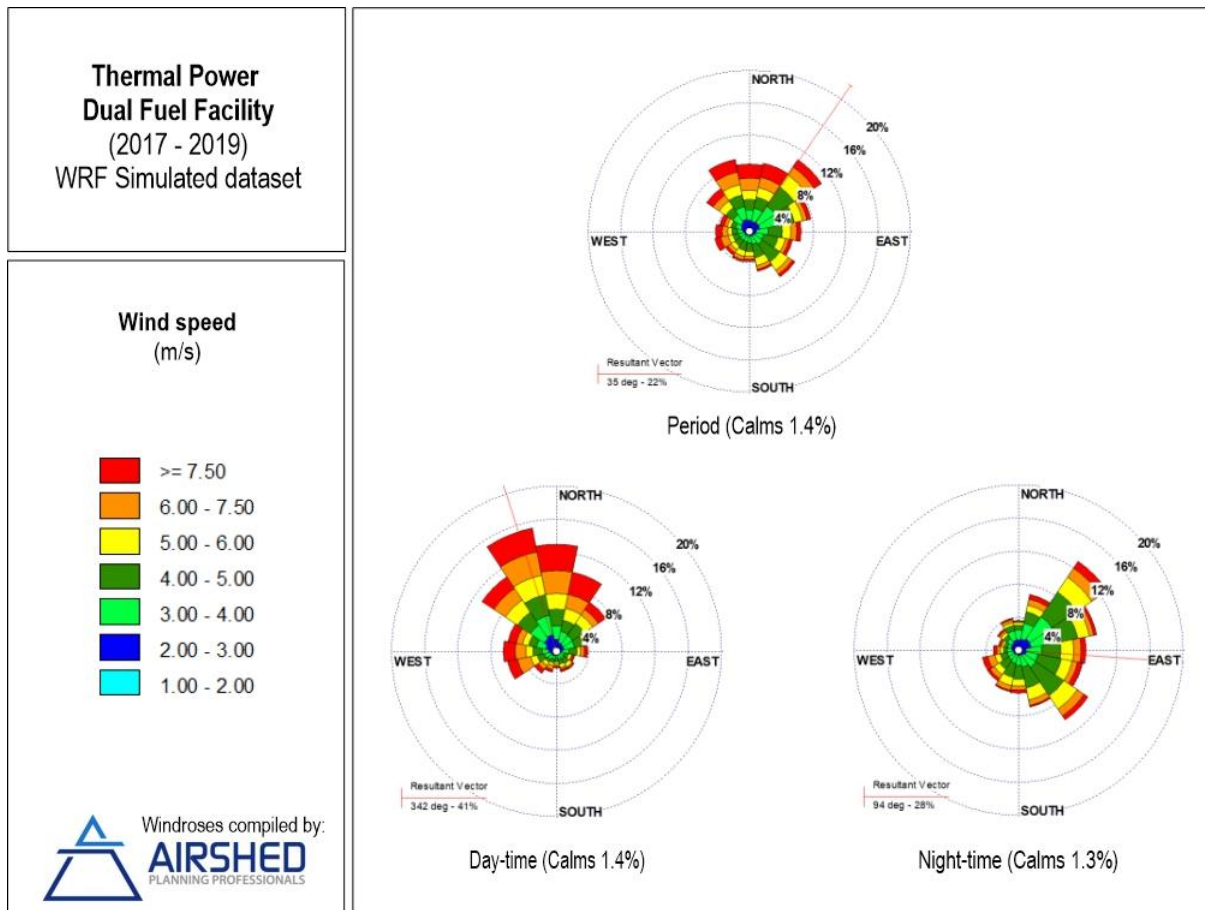 Thermal Power
Dual Fuel Facility
(2017 - 2019)
WRF Simulated dataset
Wind speed
(m/s)
>= 7.50
6.00 - 7.50
5.00 - 6.00
4.00 - 5.00
3.00 - 4.00
2.00 - 3.00
1.00 - 2.00
Windroses compiled by:
AIRSHED
PLANNING PROFESSIONALS
NORTH
20%
16%
12%
8%
4%
WEST
EAST
Resultant Vector
35 deg - 22%
SOUTH
Period (Calms 1.4%)
NORTH
20%
16%
12%
8%
4%
WEST
EAST
Resultant Vector
342 deg - 41%
SOUTH
Day-time (Calms 1.4%)
NORTH
20%
16%
12%
8%
4%
WEST
EAST
Resultant Vector
94 deg - 28%
SOUTH
Night-time (Calms 1.3%)